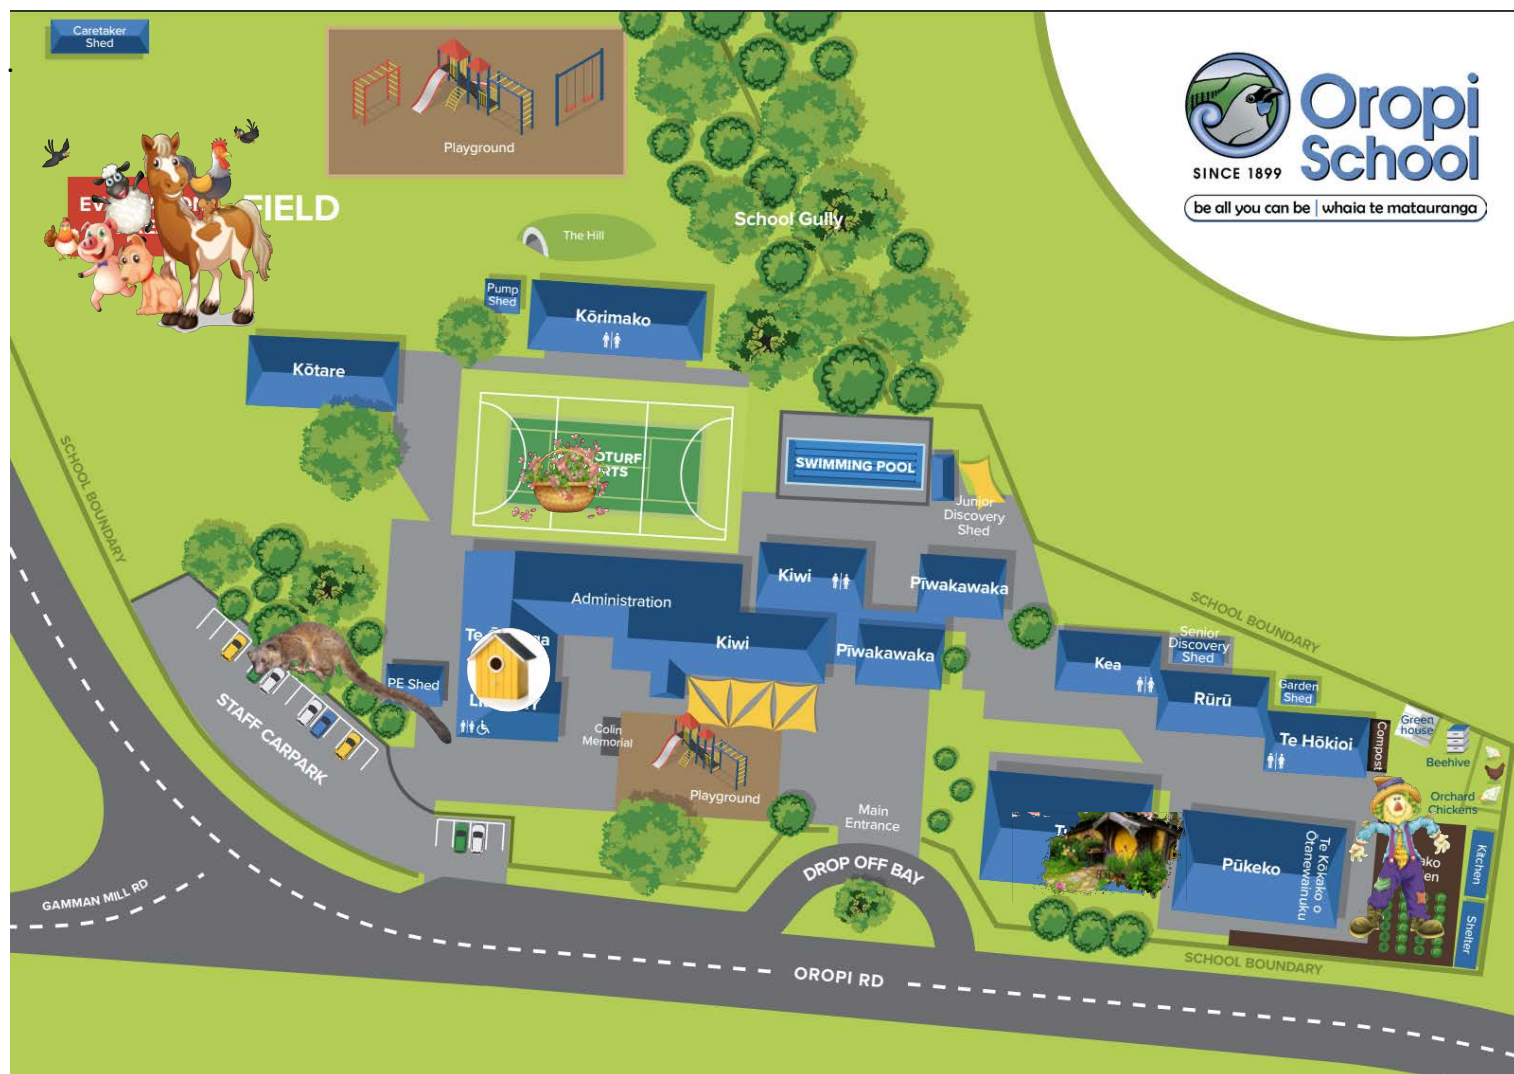 Caretaker
Shed
Playground
Oropi
School
SINCE 1899
be all you can be | whaia te matauranga
FIELD
School Gully
The Hill
Pump
Shed
Kōrimako
Kōtare
SCHOOL BOUNDARY
SWIMMING POOL
Junior
Discovery
Shed
Administration
Kiwi
Pīwakawaka
Kiwi
Pīwakawaka
SCHOOL BOUNDARY
Kea
Senior
Discovery
Shed
Rūrū
Garden
Shed
Te Hōkioi
Compost
Green
house
Beehive
Orchard
Chickens
PE Shed
STAFF CARPARK
Colin
Memorial
Playground
Main
Entrance
DROP OFF BAY
Pūkeko
Te Kōkako o
Ōtanewainuku
Kitchen
Shelter
SCHOOL BOUNDARY
GAMMAN MILL RD
OROPI RD